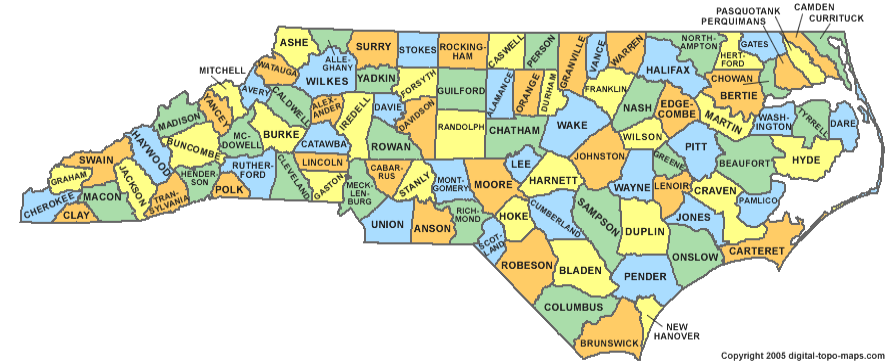 PASQUOTANK
PERQUIMANS
CAMDEN
CURRITUCK
ASHE
ALLE-
GHANY
SURRY
STOKES
ROCKING-
HAM
CASWELL
PERSON
GRANVILLE
VANCE
WARREN
NORTH-
AMPTON
HERT-
FORD
GATES
MITCHELL
WATAUGA
WILKES
YADKIN
FORSYTH
GUILFORD
ALAMANCE
ORANGE
DURHAM
FRANKLIN
HALIFAX
CHOWAN
BERTIE
AVERY
CALDWELL
ALEX-
ANDER
DAVIE
IREDELL
DAVIDSON
NASH
EDGE-
COMBE
MARTIN
WASH-
INGTON
TYRRELL
DARE
MADISON
YANCEY
MC-
DOWELL
BURKE
CATAWBA
ROWAN
RANDOLPH
CHATHAM
WAKE
WILSON
PITT
BEAUFORT
HYDE
HAYWOOD
BUNCOMBE
SWAIN
GRAHAM
JACKSON
HENDER-
SON
RUTHER-
FORD
CLEVELAND
LINCOLN
GASTON
CABAR-
RUS
STANLY
MONT-
GOMERY
MOORE
LEE
HARNETT
JOHNSTON
GREENE
WAYNE
LENOIR
CRAVEN
PAMLICO
CHEROKEE
CLAY
MACON
TRAN-
SYLVANIA
POLK
MECK-
LEN-
BURG
UNION
ANSON
RICH-
MOND
SCOT-
LAND
HOKE
CUMBERLAND
SAMPSON
DUPLIN
JONES
ONSLOW
CARTERET
ROBESON
BLADEN
PENDER
COLUMBUS
BRUNSWICK
NEW
HANOVER
Copyright 2005 digital-topo-maps.com